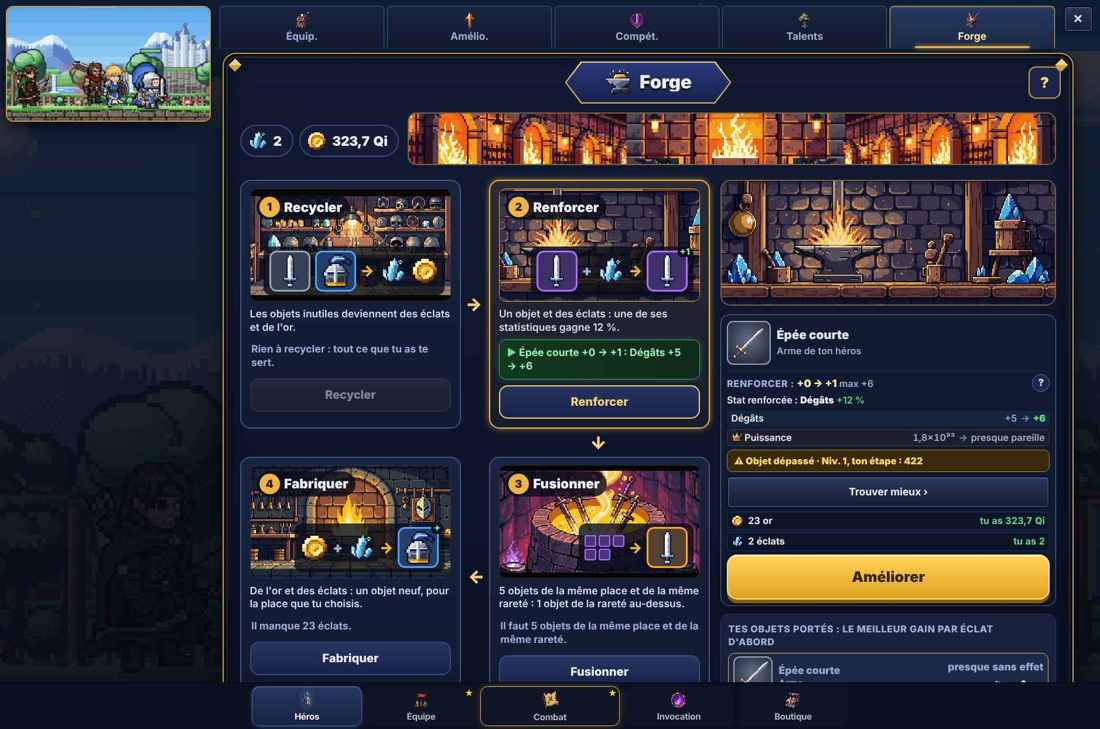 Équip.
Amélio.
Compét.
Talents
Forge
×
Forge
?
2
323,7 Qi
1 Recycler
Les objets inutiles deviennent des éclats
et de l'or.
Rien à recycler : tout ce que tu as te
sert.
Recycler
2 Renforcer
+
+1
Un objet et des éclats : une de ses
statistiques gagne 12 %.
▶ Épée courte +0 → +1 : Dégâts +5
→ +6
Renforcer
4 Fabriquer
+
De l'or et des éclats : un objet neuf, pour
la place que tu choisis.
Il manque 23 éclats.
Fabriquer
3 Fusionner
5 objets de la même place et de la même
rareté : 1 objet de la rareté au-dessus.
Il faut 5 objets de la même place et de la
même rareté.
Fusionner
Épée courte
Arme de ton héros
RENFORCER : +0 → +1 max +6
?
Stat renforcée : Dégâts +12 %
Dégâts +5 → +6
Puissance 1,8×10⁸³ → presque pareille
⚠ Objet dépassé · Niv. 1, ton étape : 422
Trouver mieux ›
23 or tu as 323,7 Qi
2 éclats tu as 2
Améliorer
TES OBJETS PORTÉS : LE MEILLEUR GAIN PAR ÉCLAT
D'ABORD
Épée courte presque sans effet
Héros
Équipe
Combat
Invocation
Boutique